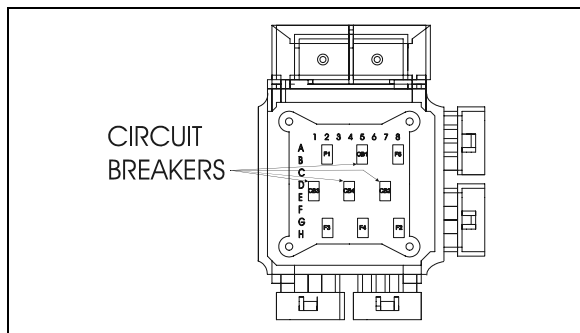 CIRCUIT
BREAKERS
1 2 3 4 5 6 7 8
A
B
C
D
E
F
G
H
F1
CB1
F5
CB3
CB4
CB2
F3
F4
F2